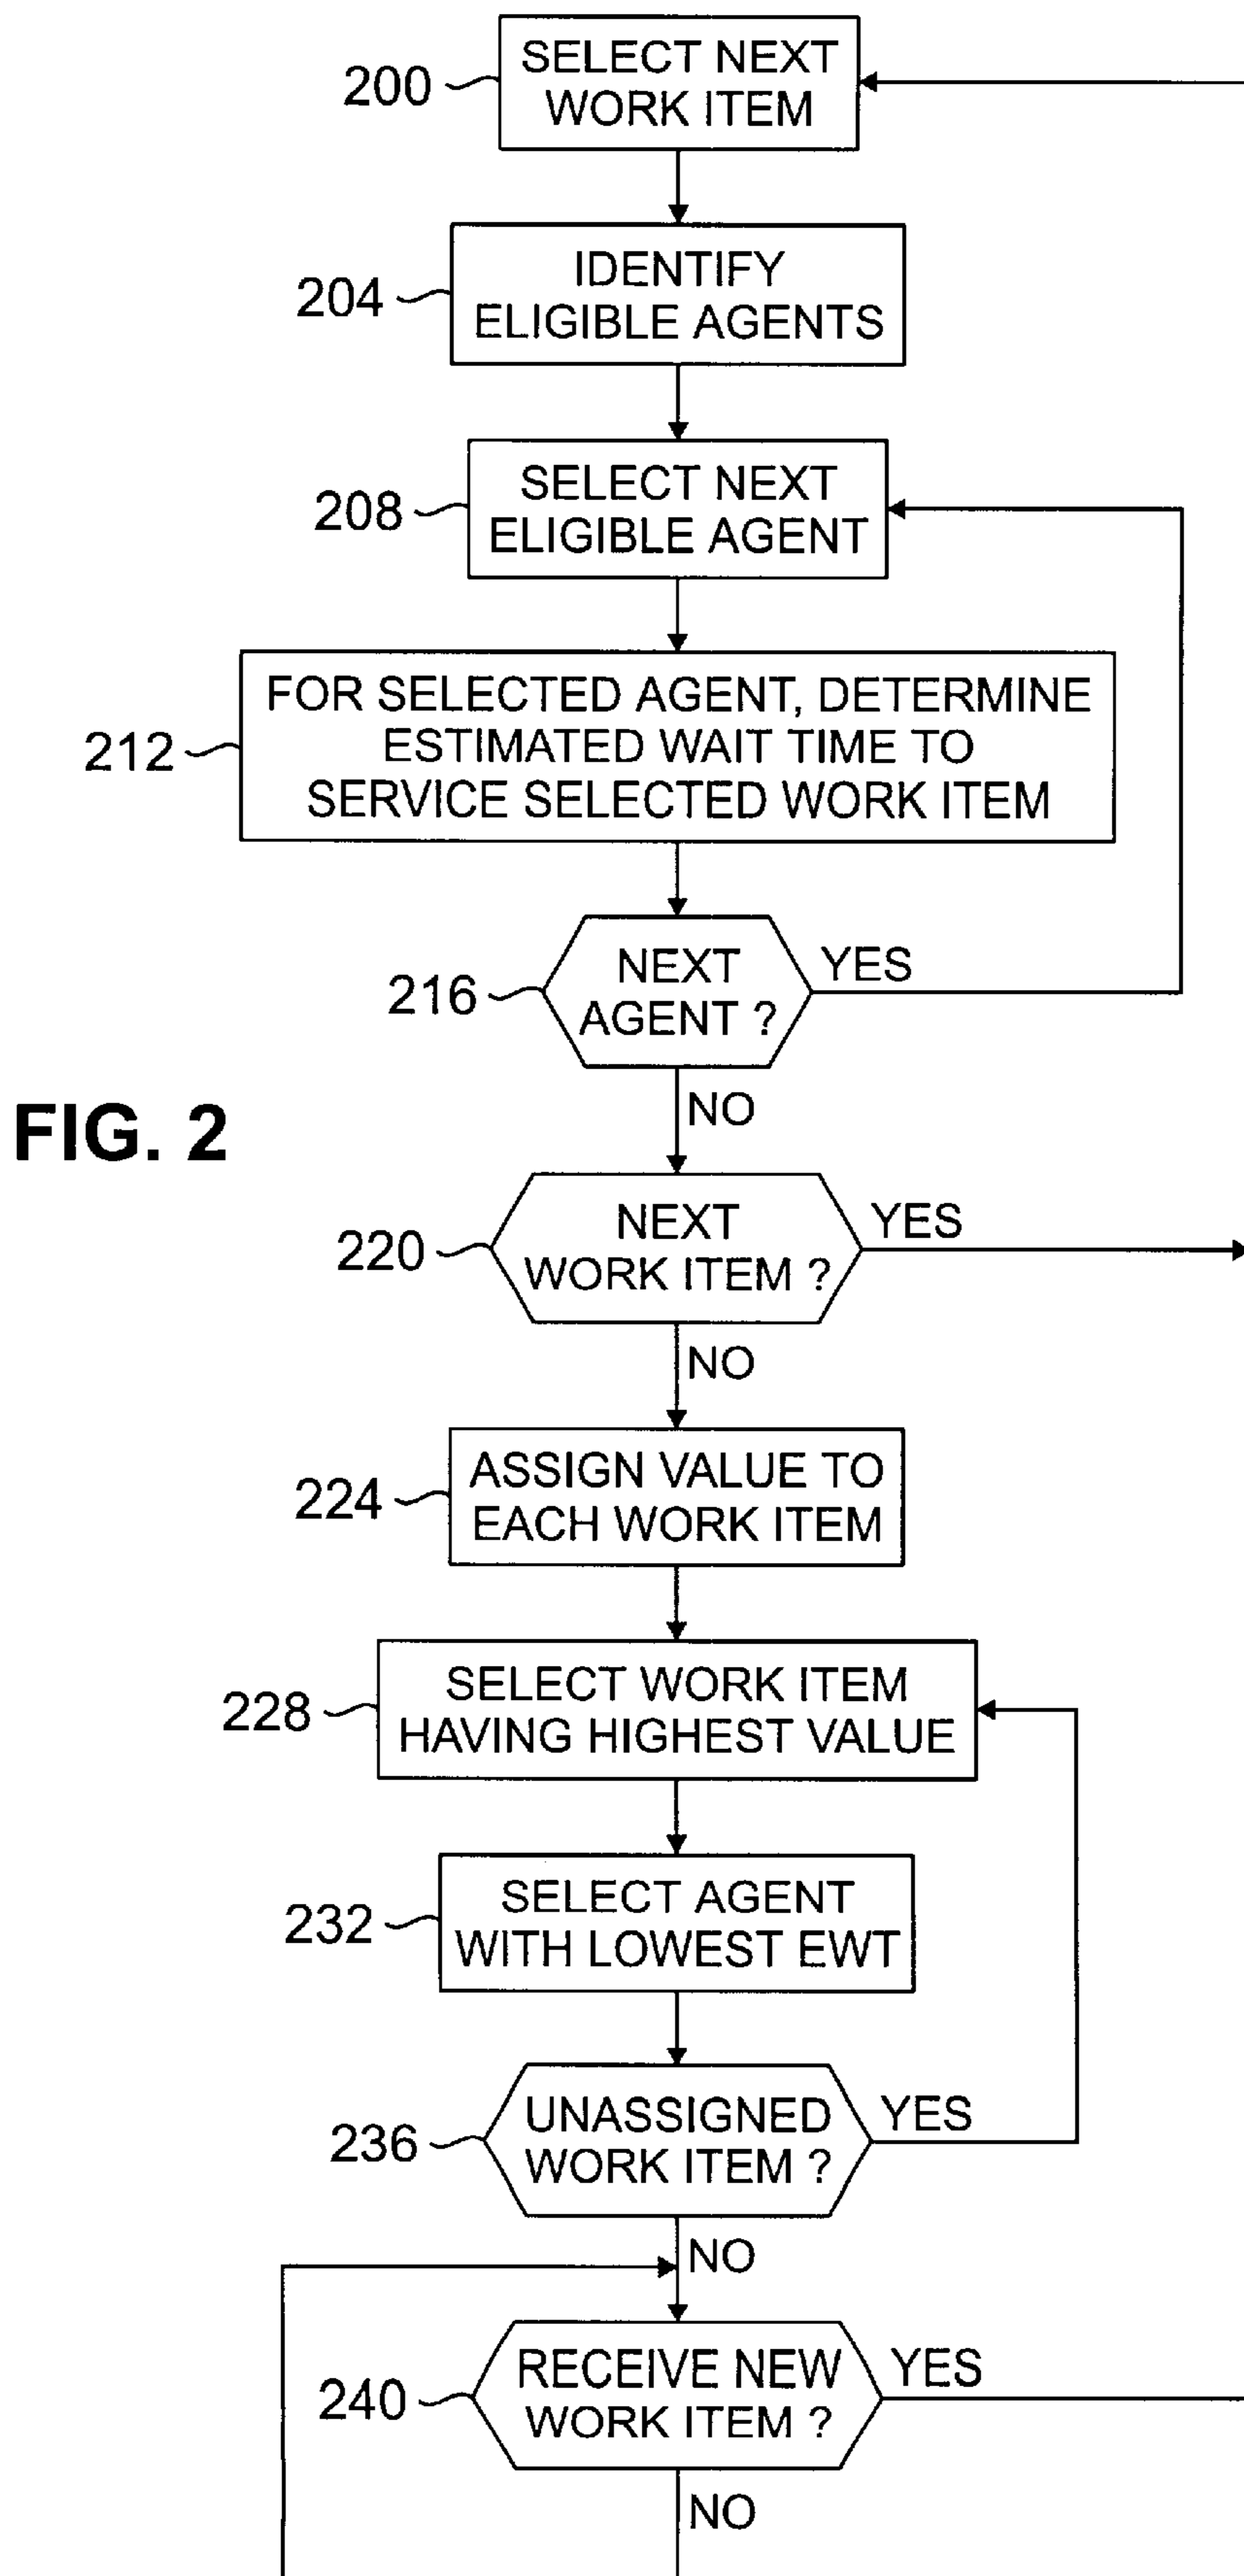 200
SELECT NEXT
WORK ITEM
204
IDENTIFY
ELIGIBLE AGENTS
208
SELECT NEXT
ELIGIBLE AGENT
212
FOR SELECTED AGENT, DETERMINE
ESTIMATED WAIT TIME TO
SERVICE SELECTED WORK ITEM
216
NEXT
AGENT ?
YES
NO
FIG. 2
220
NEXT
WORK ITEM ?
YES
NO
224
ASSIGN VALUE TO
EACH WORK ITEM
228
SELECT WORK ITEM
HAVING HIGHEST VALUE
232
SELECT AGENT
WITH LOWEST EWT
236
UNASSIGNED
WORK ITEM ?
YES
NO
240
RECEIVE NEW
WORK ITEM ?
YES
NO